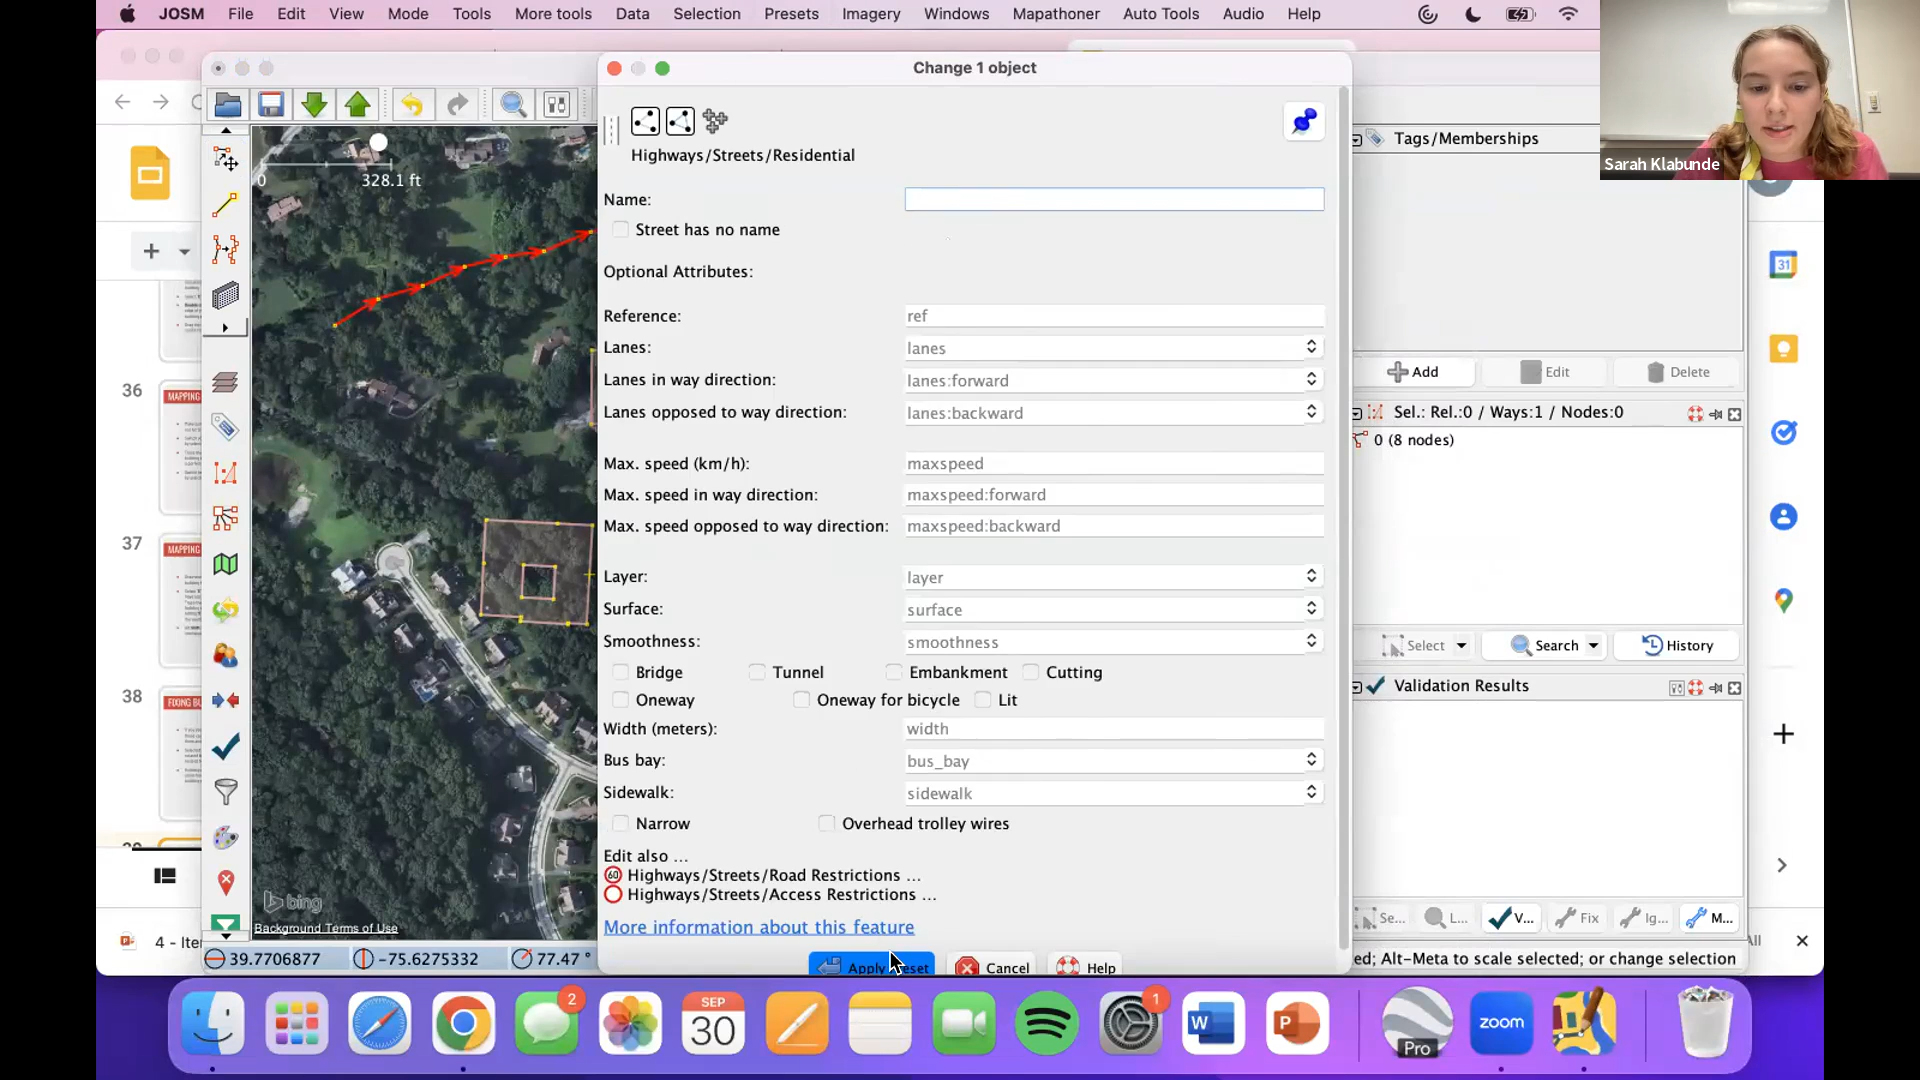 JOSM File Edit View Mode Tools More tools Data Selection Presets Imagery Windows Mapathoner Auto Tools Audio Help
Change 1 object
Sarah Klabunde
Tags/Memberships
Highways/Streets/Residential
0 328.1 ft
Name:
Street has no name
Optional Attributes:
Reference: ref
Lanes: lanes
Lanes in way direction: lanes:forward
Lanes opposed to way direction: lanes:backward
Max. speed (km/h): maxspeed
Max. speed in way direction: maxspeed:forward
Max. speed opposed to way direction: maxspeed:backward
Layer: layer
Surface: surface
Smoothness: smoothness
Bridge Tunnel Embankment Cutting
Oneway Oneway for bicycle Lit
Width (meters): width
Bus bay: bus_bay
Sidewalk: sidewalk
Narrow Overhead trolley wires
Edit also ...
60 Highways/Streets/Road Restrictions ...
Highways/Streets/Access Restrictions ...
More information about this feature
Cancel Help
Add Edit Delete
Sel.: Rel.:0 / Ways:1 / Nodes:0
0 (8 nodes)
Select Search History
Validation Results
Se... L... V... Fix Ig... M...
ed; Alt-Meta to scale selected; or change selection
31
36
37
38
MAPPING
MAPPING
bing
Background Terms of Use
39.7706877 -75.6275332 77.47 °
2
SEP
30
1
W
P
Pro
zoom